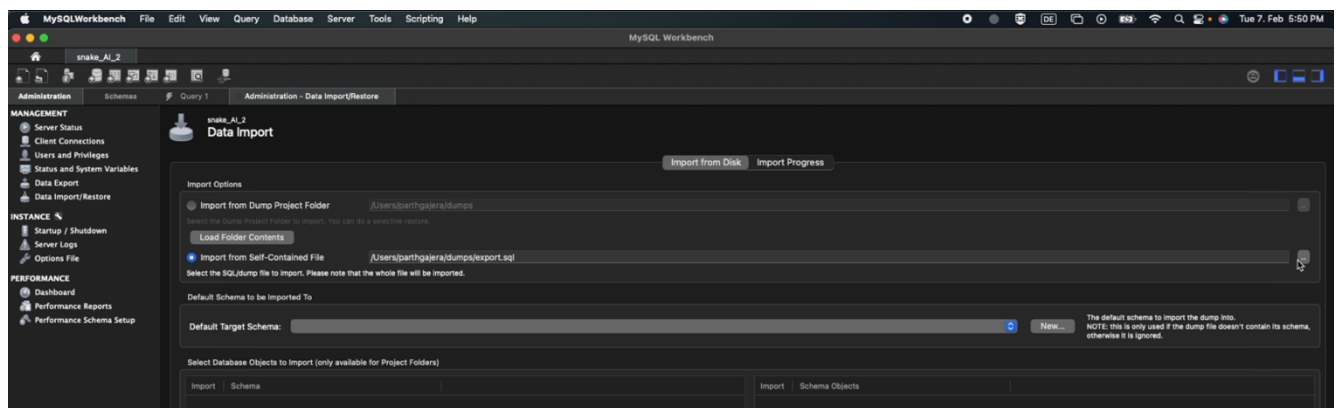 MySQLWorkbench File Edit View Query Database Server Tools Scripting Help DE Tue 7. Feb 5:50 PM
MySQL Workbench
snake_AI_2
Administration Schemas Query 1 Administration - Data Import/Restore
MANAGEMENT
Server Status
Client Connections
Users and Privileges
Status and System Variables
Data Export
Data Import/Restore
INSTANCE
Startup / Shutdown
Server Logs
Options File
PERFORMANCE
Dashboard
Performance Reports
Performance Schema Setup
snake_AI_2
Data Import
Import from Disk Import Progress
Import Options
Import from Dump Project Folder /Users/parthgajera/dumps ...
Select the Dump Project Folder to import. You can do a selective restore.
Load Folder Contents
Import from Self-Contained File /Users/parthgajera/dumps/export.sql ...
Select the SQL/dump file to import. Please note that the whole file will be imported.
Default Schema to be Imported To
Default Target Schema: New...
The default schema to import the dump into.
NOTE: this is only used if the dump file doesn't contain its schema,
otherwise it is ignored.
Select Database Objects to Import (only available for Project Folders)
Import Schema Import Schema Objects